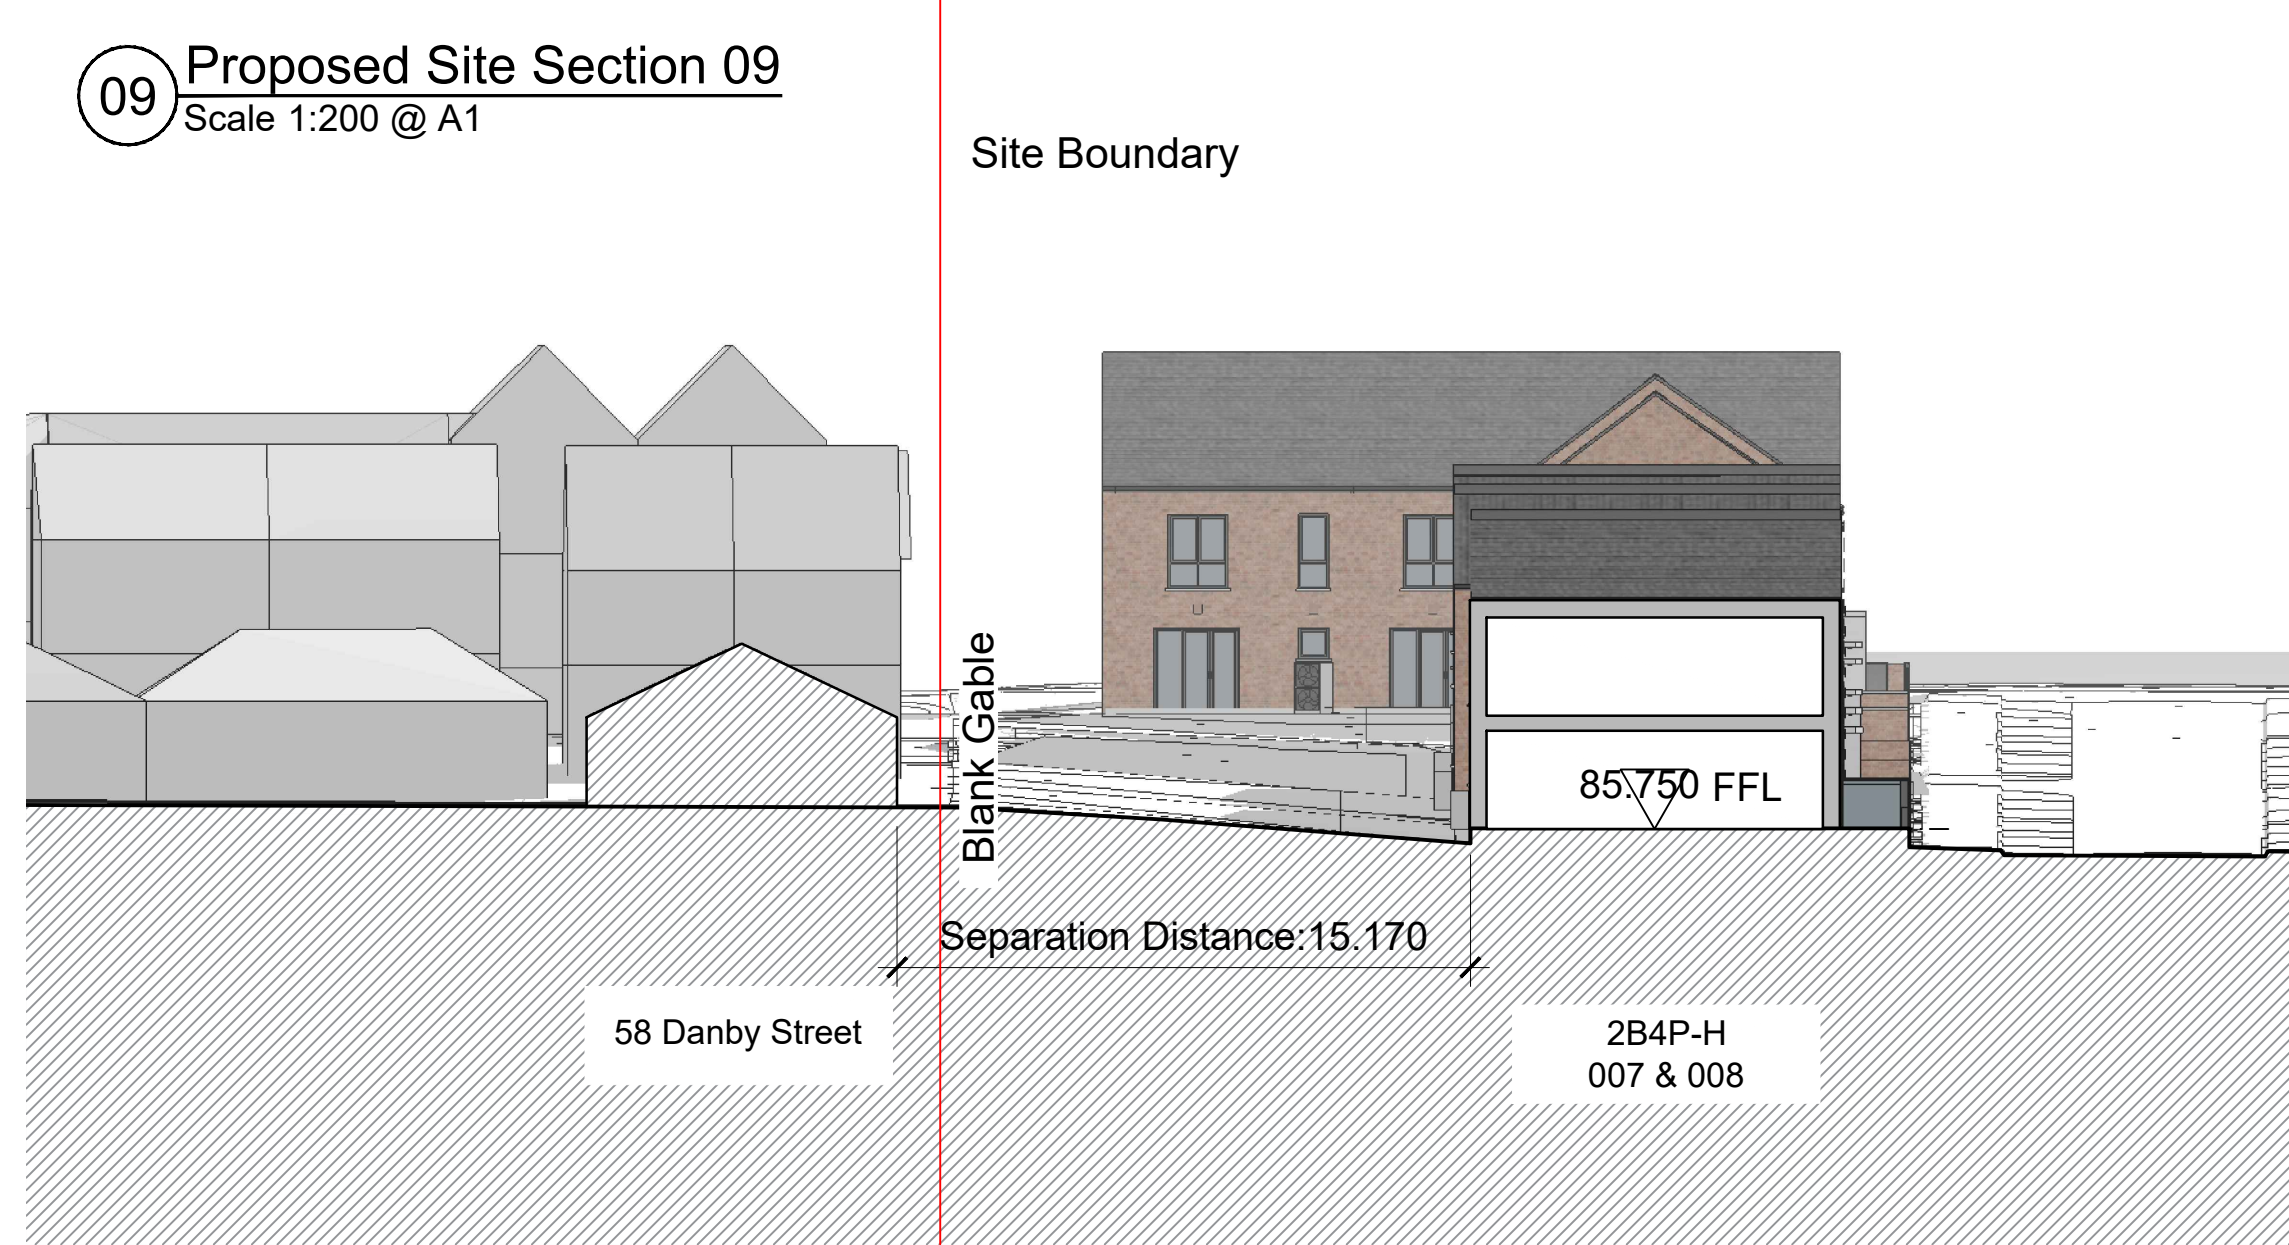 09
Proposed Site Section 09
Scale 1:200 @ A1
Site Boundary
Blank Gable
85.750 FFL
Separation Distance:15.170
58 Danby Street
2B4P-H
007 & 008